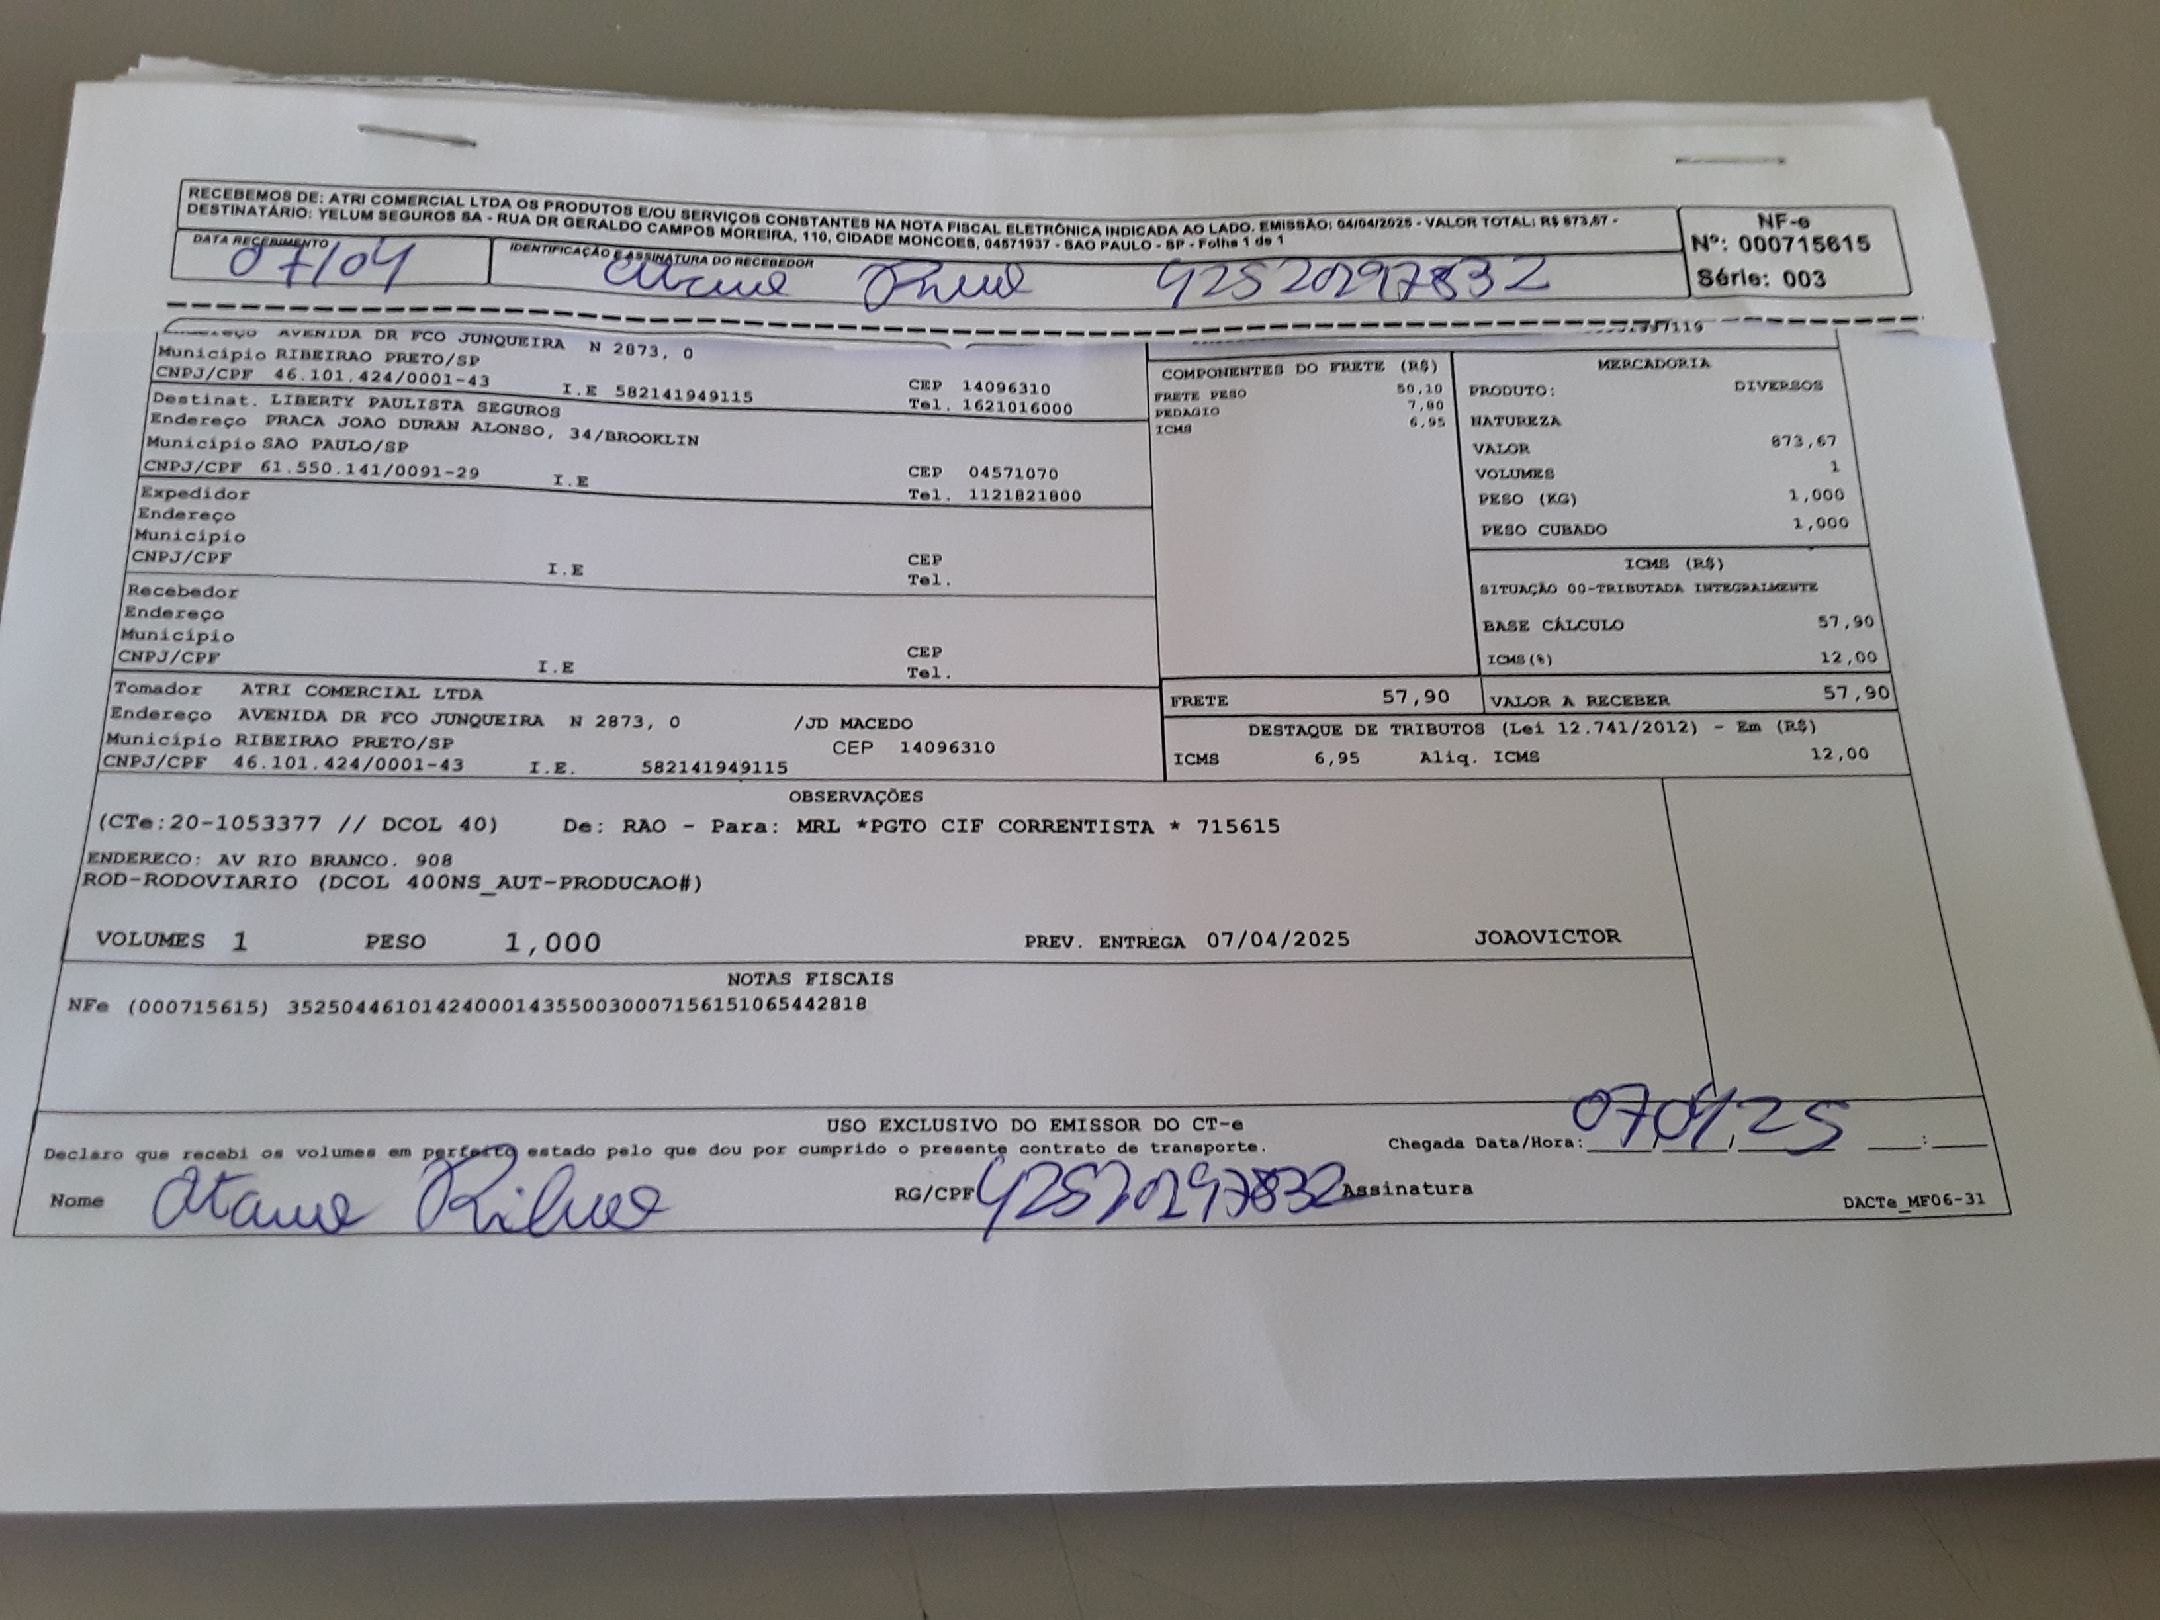 RECEBEMOS DE: ATRI COMERCIAL LTDA OS PRODUTOS E/OU SERVIÇOS CONSTANTES NA NOTA FISCAL ELETRÔNICA INDICADA AO LADO. EMISSÃO: 04/04/2025 - VALOR TOTAL: R$ 873,67 -
DESTINATÁRIO: YELUM SEGUROS SA - RUA DR GERALDO CAMPOS MOREIRA, 110, CIDADE MONCOES, 04571937 - SAO PAULO - SP - Folha 1 de 1
NF-e
Nº: 000715615
Série: 003
DATA RECEBIMENTO
07/04
IDENTIFICAÇÃO E ASSINATURA DO RECEBEDOR
42520297832
AVENIDA DR FCO JUNQUEIRA N 2873, 0
Município RIBEIRAO PRETO/SP
CEP 14096310
CNPJ/CPF 46.101.424/0001-43 I.E 582141949115
Tel. 1621016000
Destinat. LIBERTY PAULISTA SEGUROS
Endereço PRACA JOAO DURAN ALONSO, 34/BROOKLIN
Município SAO PAULO/SP
CEP 04571070
CNPJ/CPF 61.550.141/0091-29 I.E
Tel. 1121821800
Expedidor
Endereço
Município
CEP
CNPJ/CPF I.E
Tel.
Recebedor
Endereço
Município
CEP
CNPJ/CPF I.E
Tel.
Tomador ATRI COMERCIAL LTDA
Endereço AVENIDA DR FCO JUNQUEIRA N 2873, 0 /JD MACEDO
Município RIBEIRAO PRETO/SP CEP 14096310
CNPJ/CPF 46.101.424/0001-43 I.E. 582141949115
COMPONENTES DO FRETE (R$)
FRETE PESO 50,10
PEDAGIO 7,80
ICMS 6,95
MERCADORIA
PRODUTO: DIVERSOS
NATUREZA
VALOR 873,67
VOLUMES 1
PESO (KG) 1,000
PESO CUBADO 1,000
ICMS (R$)
SITUAÇÃO 00-TRIBUTADA INTEGRALMENTE
BASE CÁLCULO 57,90
ICMS(%) 12,00
FRETE 57,90
VALOR A RECEBER 57,90
DESTAQUE DE TRIBUTOS (Lei 12.741/2012) - Em (R$)
ICMS 6,95 Aliq. ICMS 12,00
OBSERVAÇÕES
(CTe:20-1053377 // DCOL 40) De: RAO - Para: MRL *PGTO CIF CORRENTISTA * 715615
ENDERECO: AV RIO BRANCO. 908
ROD-RODOVIARIO (DCOL 400NS_AUT-PRODUCAO#)
VOLUMES 1 PESO 1,000 PREV. ENTREGA 07/04/2025 JOAOVICTOR
NOTAS FISCAIS
NFe (000715615) 35250446101424000143550030007156151065442818
USO EXCLUSIVO DO EMISSOR DO CT-e
Declaro que recebi os volumes em perfeito estado pelo que dou por cumprido o presente contrato de transporte.
Chegada Data/Hora: 07/04/25 :
Nome
RG/CPF 42520297832 Assinatura
DACTe_MF06-31